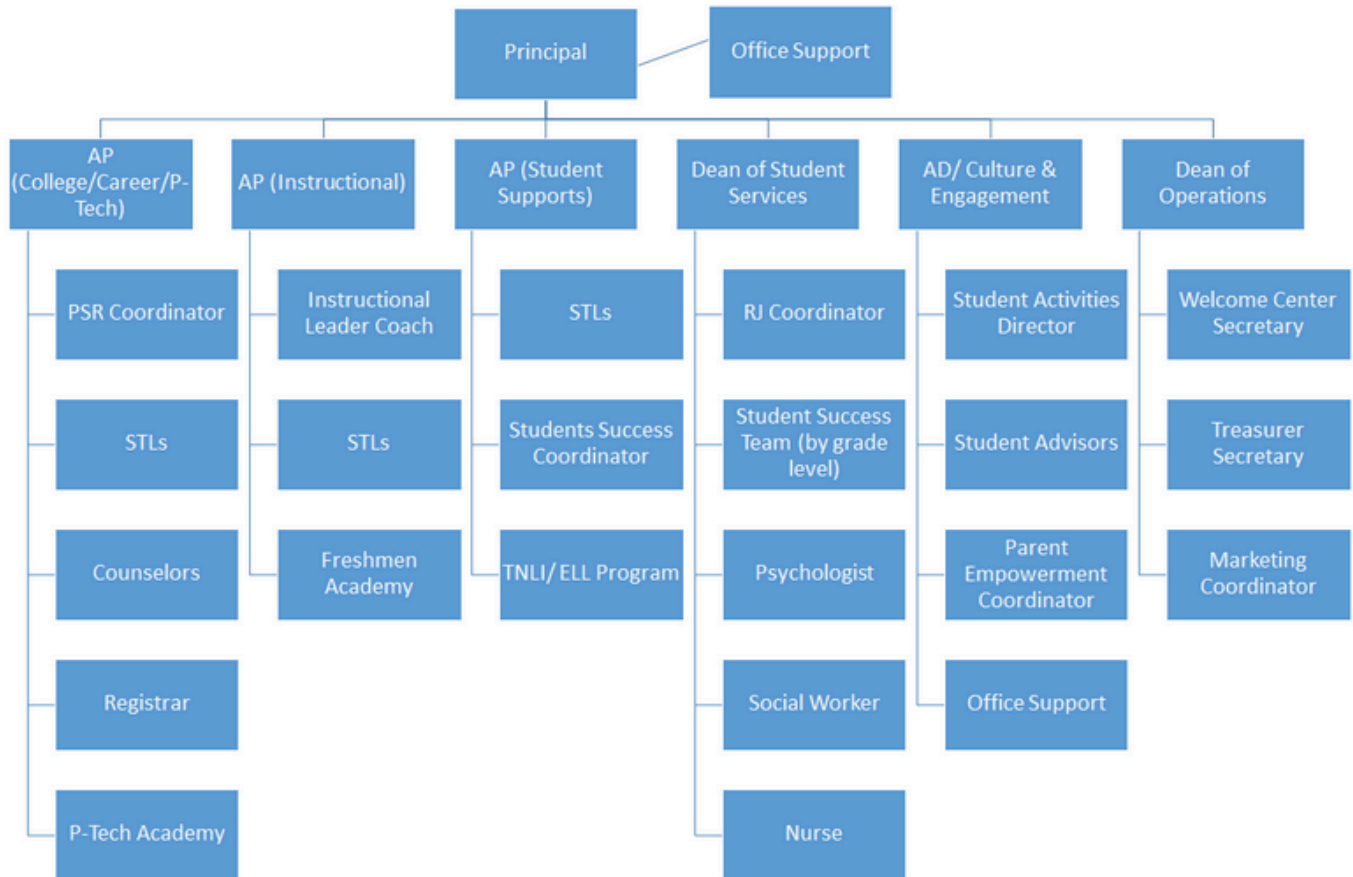 Principal
Office Support
AP
(College/Career/P-
Tech)
AP (Instructional)
AP (Student
Supports)
Dean of Student
Services
AD/ Culture &
Engagement
Dean of
Operations
PSR Coordinator
STLs
Counselors
Registrar
P-Tech Academy
Instructional
Leader Coach
STLs
Freshmen
Academy
STLs
Students Success
Coordinator
TNLI/ ELL Program
RJ Coordinator
Student Success
Team (by grade
level)
Psychologist
Social Worker
Nurse
Student Activities
Director
Student Advisors
Parent
Empowerment
Coordinator
Office Support
Welcome Center
Secretary
Treasurer
Secretary
Marketing
Coordinator